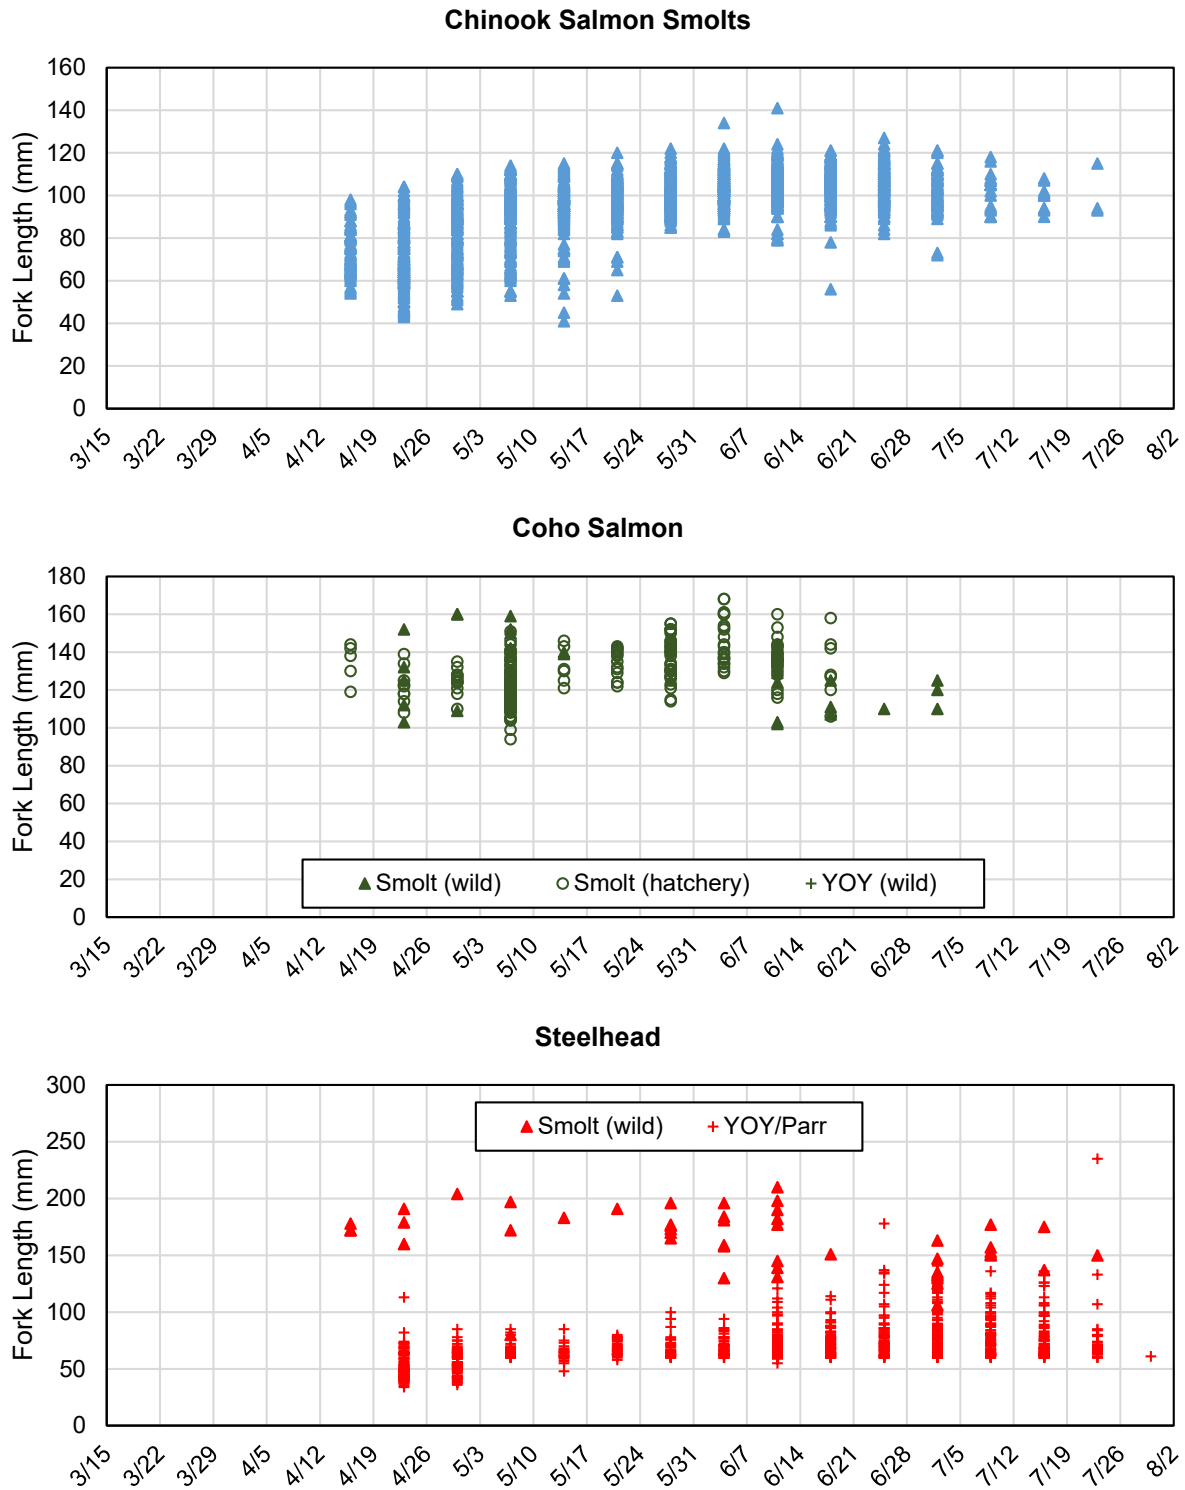 Chinook Salmon Smolts
Fork Length (mm)
160
140
120
100
80
60
40
20
0
3/15 3/22 3/29 4/5 4/12 4/19 4/26 5/3 5/10 5/17 5/24 5/31 6/7 6/14 6/21 6/28 7/5 7/12 7/19 7/26 8/2
Coho Salmon
Fork Length (mm)
180
160
140
120
100
80
60
40
20
0
Smolt (wild) Smolt (hatchery) YOY (wild)
3/15 3/22 3/29 4/5 4/12 4/19 4/26 5/3 5/10 5/17 5/24 5/31 6/7 6/14 6/21 6/28 7/5 7/12 7/19 7/26 8/2
Steelhead
Fork Length (mm)
300
250
200
150
100
50
0
Smolt (wild) YOY/Parr
3/15 3/22 3/29 4/5 4/12 4/19 4/26 5/3 5/10 5/17 5/24 5/31 6/7 6/14 6/21 6/28 7/5 7/12 7/19 7/26 8/2